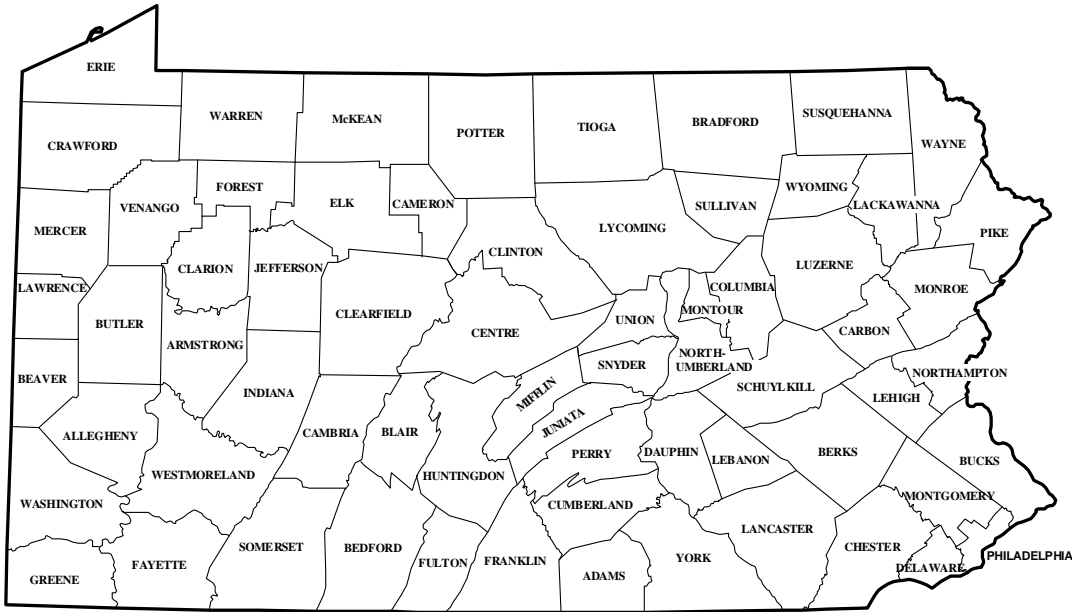 ERIE
WARREN
McKEAN
POTTER
TIOGA
BRADFORD
SUSQUEHANNA
WAYNE
CRAWFORD
FOREST
VENANGO
ELK
CAMERON
SULLIVAN
WYOMING
LACKAWANNA
MERCER
LYCOMING
PIKE
CLARION
JEFFERSON
CLINTON
LUZERNE
LAWRENCE
COLUMBIA
MONROE
BUTLER
CLEARFIELD
MONTOUR
ARMSTRONG
CENTRE
UNION
CARBON
BEAVER
INDIANA
SNYDER
NORTH-
UMBERLAND
SCHUYLKILL
NORTHAMPTON
MIFFLIN
LEHIGH
ALLEGHENY
CAMBRIA
BLAIR
JUNIATA
PERRY
DAUPHIN
LEBANON
BERKS
BUCKS
WESTMORELAND
HUNTINGDON
WASHINGTON
CUMBERLAND
MONTGOMERY
LANCASTER
SOMERSET
BEDFORD
FULTON
FRANKLIN
YORK
CHESTER
PHILADELPHIA
GREENE
FAYETTE
ADAMS
DELAWARE